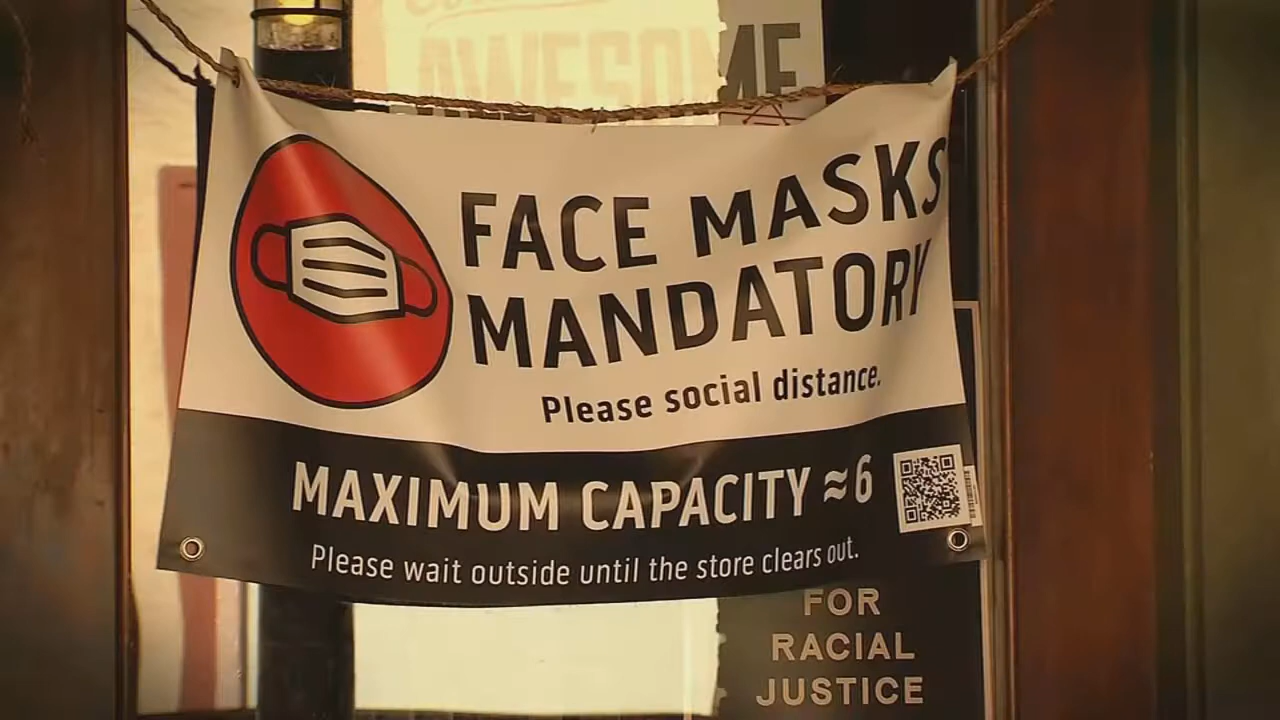 AWESOME
FACE MASKS
MANDATORY
Please social distance.
MAXIMUM CAPACITY ≈6
Please wait outside until the store clears out.
FOR
RACIAL
JUSTICE